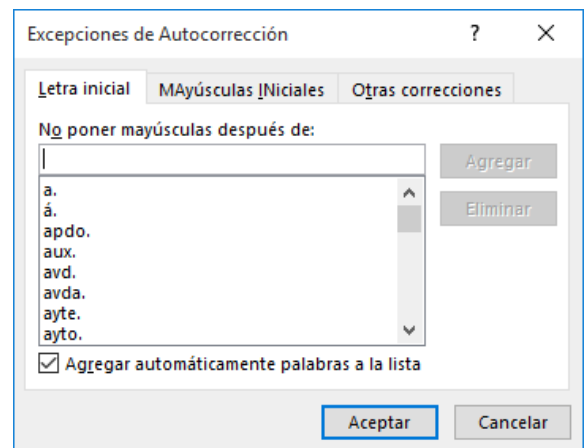 Excepciones de Autocorrección ?
Letra inicial MAyúsculas INiciales Otras correcciones
No poner mayúsculas después de:
Agregar
a.
á.
apdo.
aux.
avd.
avda.
ayte.
ayto.
Eliminar
Agregar automáticamente palabras a la lista
Aceptar Cancelar